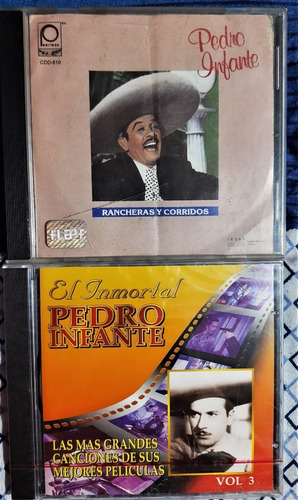 Peerless
CDD-510
Pedro
Infante
RANCHERAS Y CORRIDOS
El Inmortal
PEDRO
INFANTE
LAS MAS GRANDES
CANCIONES DE SUS
MEJORES PELICULAS
VOL 3